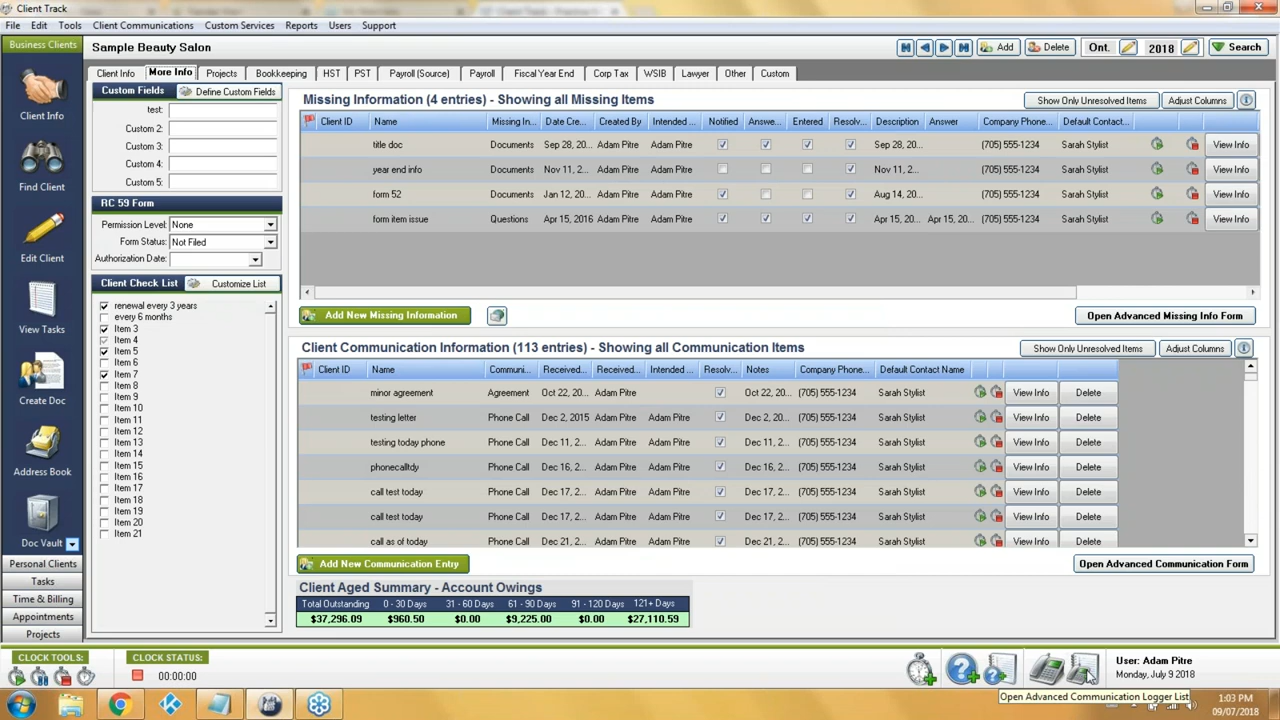 Client Track
File Edit Tools Client Communications Custom Services Reports Users Support
Business Clients
Sample Beauty Salon
Add Delete Ont. 2018 Search
Client Info More Info Projects Bookkeeping HST PST Payroll (Source) Payroll Fiscal Year End Corp Tax WSIB Lawyer Other Custom
Client Info
Find Client
Edit Client
View Tasks
Create Doc
Address Book
Doc Vault
Personal Clients
Tasks
Time & Billing
Appointments
Projects
Custom Fields Define Custom Fields
test:
Custom 2:
Custom 3:
Custom 4:
Custom 5:
RC 59 Form
Permission Level: None
Form Status: Not Filed
Authorization Date:
Client Check List Customize List
renewal every 3 years
every 6 months
Item 3
Item 4
Item 5
Item 6
Item 7
Item 8
Item 9
Item 10
Item 11
Item 12
Item 13
Item 14
Item 15
Item 16
Item 17
Item 18
Item 19
Item 20
Item 21
Missing Information (4 entries) - Showing all Missing Items
Show Only Unresolved Items Adjust Columns
Client ID Name Missing In... Date Cre... Created By Intended ... Notified Answe... Entered Resolv... Description Answer Company Phone... Default Contact...
title doc Documents Sep 28, 20... Adam Pitre Adam Pitre Sep 28, 20... (705) 555-1234 Sarah Stylist View Info
year end info Documents Nov 11, 2... Adam Pitre Adam Pitre Nov 11, 2... (705) 555-1234 Sarah Stylist View Info
form 52 Documents Jan 12, 20... Adam Pitre Adam Pitre Aug 14, 20... (705) 555-1234 Sarah Stylist View Info
form item issue Questions Apr 15, 2016 Adam Pitre Adam Pitre Apr 15, 20... Apr 15, 20... (705) 555-1234 Sarah Stylist View Info
Add New Missing Information
Open Advanced Missing Info Form
Client Communication Information (113 entries) - Showing all Communication Items
Show Only Unresolved Items Adjust Columns
Client ID Name Communi... Received... Received... Intended ... Resolv... Notes Company Phone... Default Contact Name
minor agreement Agreement Oct 22, 20... Adam Pitre Oct 22, 20... (705) 555-1234 Sarah Stylist View Info Delete
testing letter Phone Call Dec 2, 2015 Adam Pitre Adam Pitre Dec 2, 20... (705) 555-1234 Sarah Stylist View Info Delete
testing today phone Phone Call Dec 11, 2... Adam Pitre Adam Pitre Dec 11, 2... (705) 555-1234 Sarah Stylist View Info Delete
phonecalltdy Phone Call Dec 16, 2... Adam Pitre Adam Pitre Dec 16, 2... (705) 555-1234 Sarah Stylist View Info Delete
call test today Phone Call Dec 17, 2... Adam Pitre Adam Pitre Dec 17, 2... (705) 555-1234 Sarah Stylist View Info Delete
call test today Phone Call Dec 17, 2... Adam Pitre Adam Pitre Dec 17, 2... (705) 555-1234 Sarah Stylist View Info Delete
call as of today Phone Call Dec 21, 2... Adam Pitre Adam Pitre Dec 21, 2... (705) 555-1234 Sarah Stylist View Info Delete
Add New Communication Entry
Open Advanced Communication Form
Client Aged Summary - Account Owings
Total Outstanding 0 - 30 Days 31 - 60 Days 61 - 90 Days 91 - 120 Days 121+ Days
$37,296.09 $960.50 $0.00 $9,225.00 $0.00 $27,110.59
CLOCK TOOLS: CLOCK STATUS:
00:00:00
User: Adam Pitre
Monday, July 9 2018
Open Advanced Communication Logger List
1:03 PM
09/07/2018